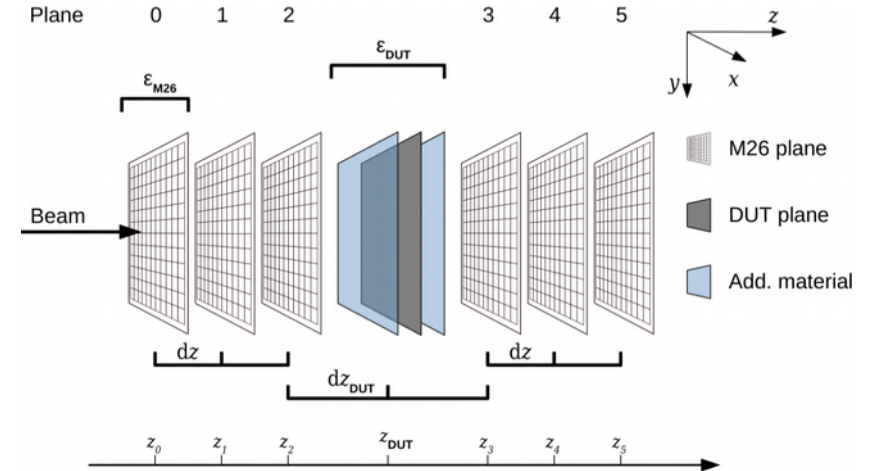 Plane 0 1 2 3 4 5 z
ε_DUT
ε_M26
y x
M26 plane
Beam
DUT plane
Add. material
dz dz
dz_DUT
z_0 z_1 z_2 z_DUT z_3 z_4 z_5